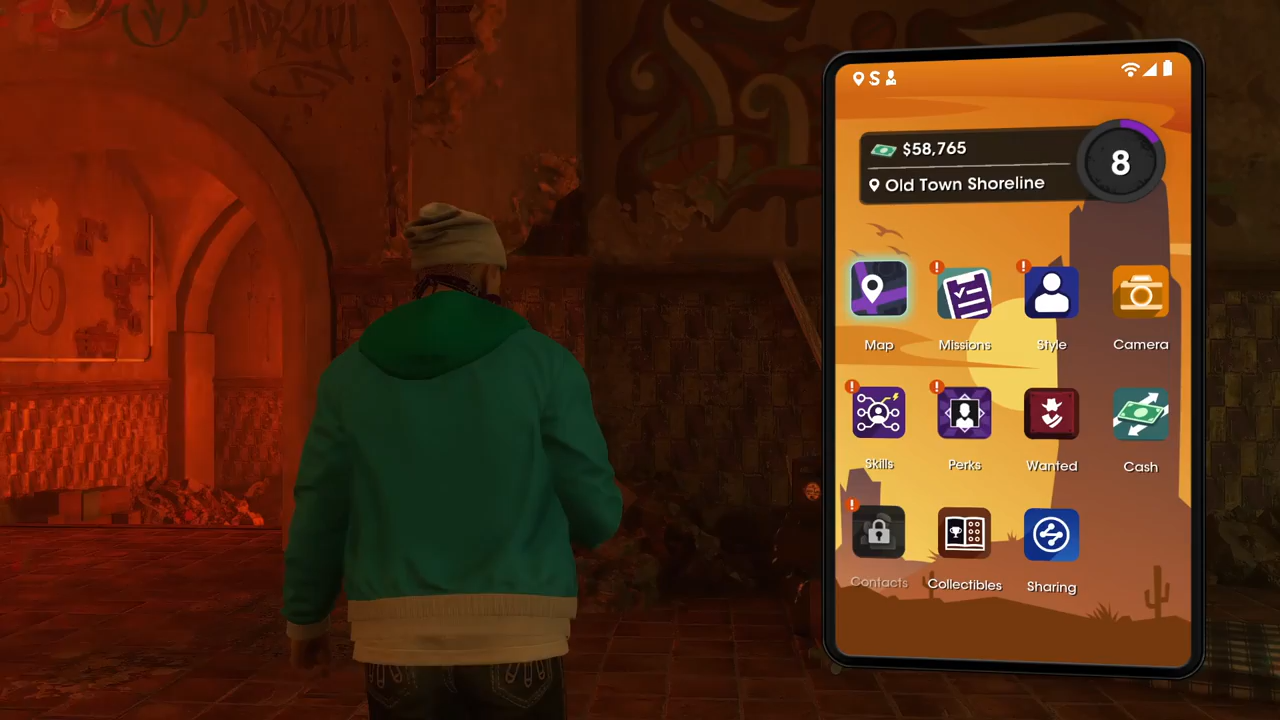 S
$58,765
8
Old Town Shoreline
Map
Missions
Style
Camera
Skills
Perks
Wanted
Cash
Contacts
Collectibles
Sharing